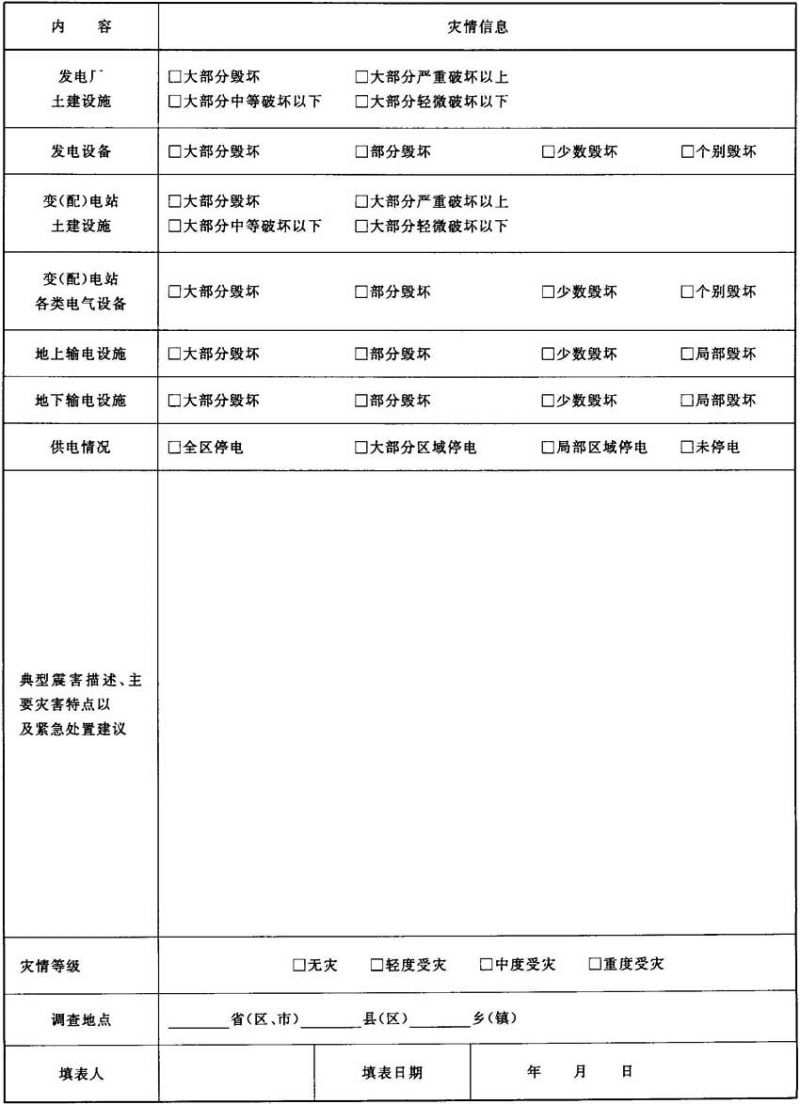 内 容 灾情信息
发电厂 □大部分毁坏 □大部分严重破坏以上
土建设施 □大部分中等破坏以下 □大部分轻微破坏以下
发电设备 □大部分毁坏 □部分毁坏 □少数毁坏 □个别毁坏
变(配)电站 □大部分毁坏 □大部分严重破坏以上
土建设施 □大部分中等破坏以下 □大部分轻微破坏以下
变(配)电站
各类电气设备 □大部分毁坏 □部分毁坏 □少数毁坏 □个别毁坏
地上输电设施 □大部分毁坏 □部分毁坏 □少数毁坏 □局部毁坏
地下输电设施 □大部分毁坏 □部分毁坏 □少数毁坏 □局部毁坏
供电情况 □全区停电 □大部分区域停电 □局部区域停电 □未停电
典型震害描述、主
要灾害特点以
及紧急处置建议
灾情等级 □无灾 □轻度受灾 □中度受灾 □重度受灾
调查地点 ______省(区、市)______县(区)______乡(镇)
填表人 填表日期 年 月 日